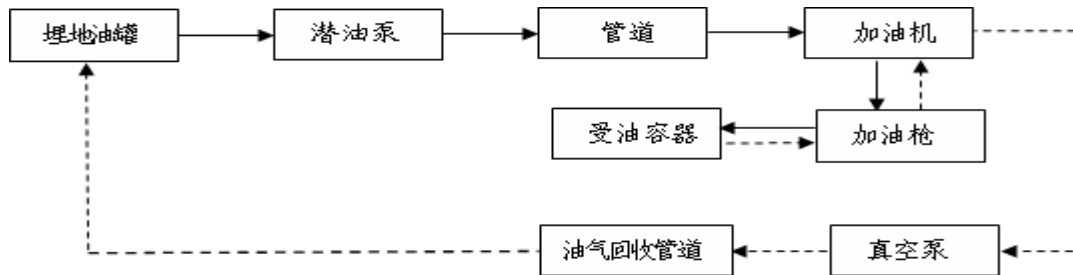 埋地油罐
潜油泵
管道
加油机
受油容器
加油枪
油气回收管道
真空泵